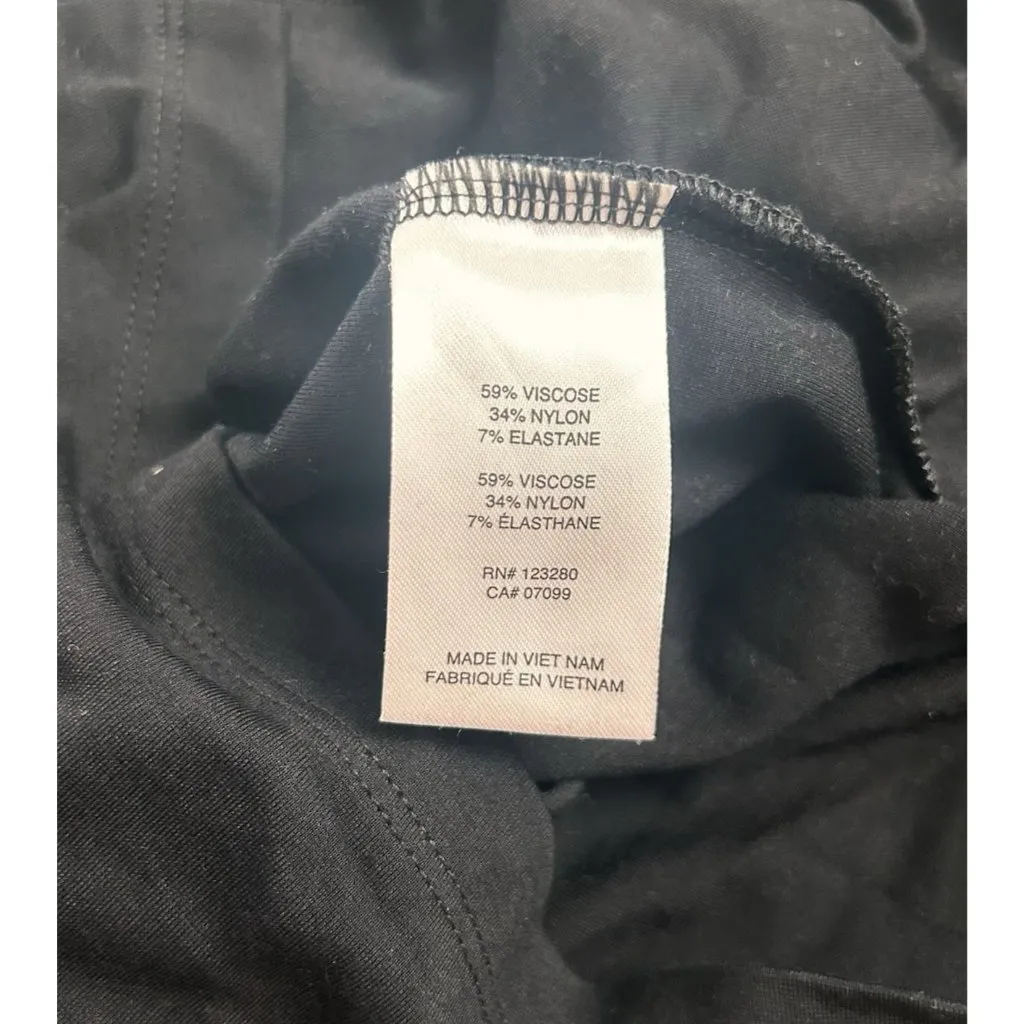 59% VISCOSE
34% NYLON
7% ELASTANE
59% VISCOSE
34% NYLON
7% ÉLASTHANE
RN# 123280
CA# 07099
MADE IN VIET NAM
FABRIQUÉ EN VIETNAM